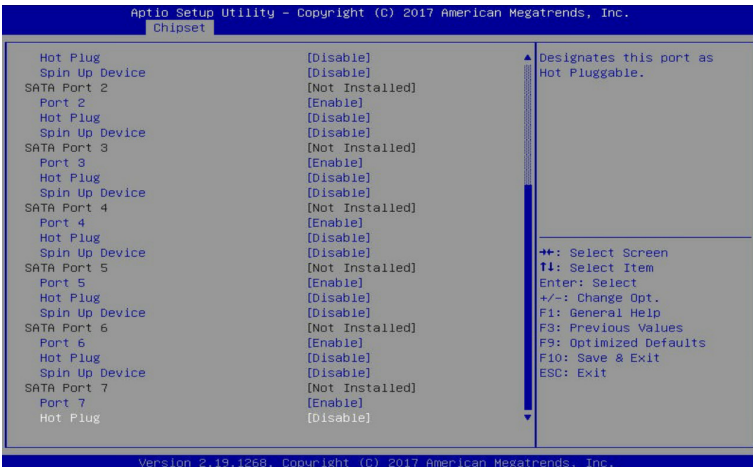 Aptio Setup Utility – Copyright (C) 2017 American Megatrends, Inc.
Chipset
Hot Plug [Disable]
Spin Up Device [Disable]
SATA Port 2 [Not Installed]
Port 2 [Enable]
Hot Plug [Disable]
Spin Up Device [Disable]
SATA Port 3 [Not Installed]
Port 3 [Enable]
Hot Plug [Disable]
Spin Up Device [Disable]
SATA Port 4 [Not Installed]
Port 4 [Enable]
Hot Plug [Disable]
Spin Up Device [Disable]
SATA Port 5 [Not Installed]
Port 5 [Enable]
Hot Plug [Disable]
Spin Up Device [Disable]
SATA Port 6 [Not Installed]
Port 6 [Enable]
Hot Plug [Disable]
Spin Up Device [Disable]
SATA Port 7 [Not Installed]
Port 7 [Enable]
Hot Plug [Disable]
Designates this port as
Hot Pluggable.
→←: Select Screen
↑↓: Select Item
Enter: Select
+/-: Change Opt.
F1: General Help
F3: Previous Values
F9: Optimized Defaults
F10: Save & Exit
ESC: Exit
Version 2.19.1268. Copyright (C) 2017 American Megatrends, Inc.